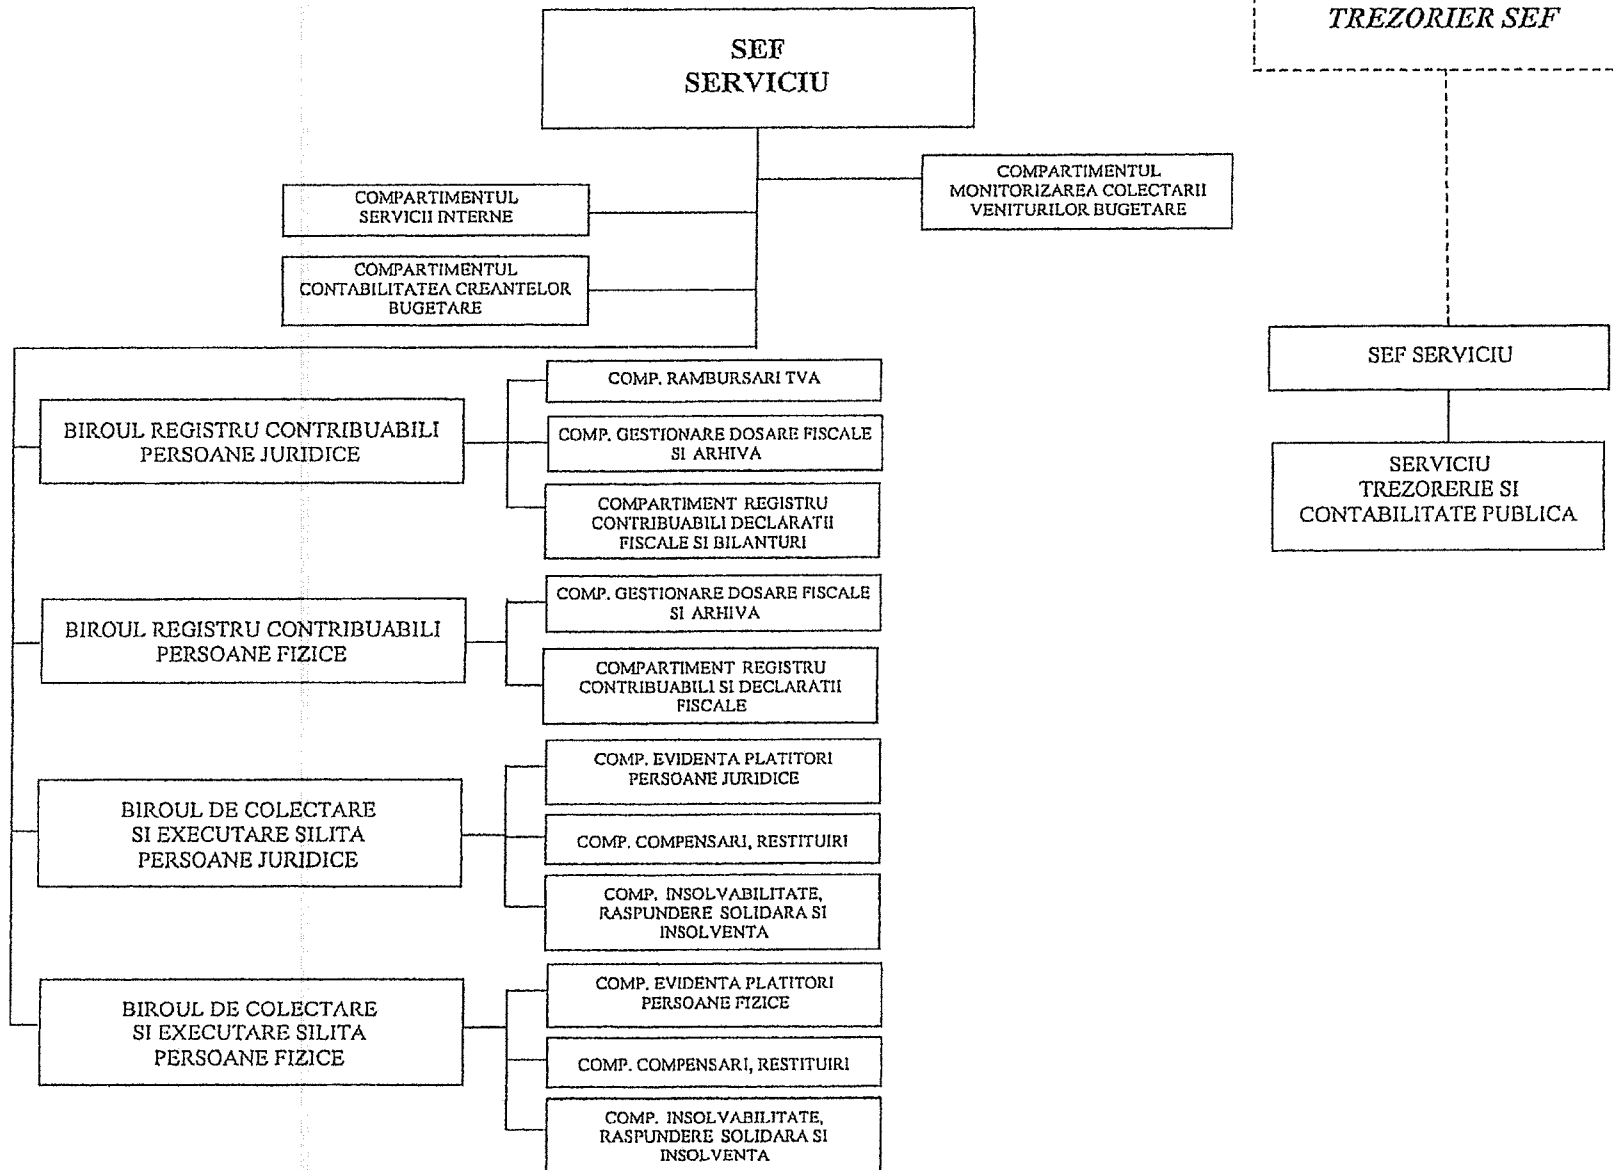 SEF
SERVICIU
TREZORIER SEF
COMPARTIMENTUL
MONITORIZAREA COLECTARII
VENITURILOR BUGETARE
COMPARTIMENTUL
SERVICII INTERNE
COMPARTIMENTUL
CONTABILITATEA CREANTELOR
BUGETARE
SEF SERVICIU
SERVICIU
TREZORERIE SI
CONTABILITATE PUBLICA
BIROUL REGISTRU CONTRIBUABILI
PERSOANE JURIDICE
COMP. RAMBURSARI TVA
COMP. GESTIONARE DOSARE FISCALE
SI ARHIVA
COMPARTIMENT REGISTRU
CONTRIBUABILI DECLARATII
FISCALE SI BILANTURI
BIROUL REGISTRU CONTRIBUABILI
PERSOANE FIZICE
COMP. GESTIONARE DOSARE FISCALE
SI ARHIVA
COMPARTIMENT REGISTRU
CONTRIBUABILI SI DECLARATII
FISCALE
BIROUL DE COLECTARE
SI EXECUTARE SILITA
PERSOANE JURIDICE
COMP. EVIDENTA PLATITORI
PERSOANE JURIDICE
COMP. COMPENSARI, RESTITUIRI
COMP. INSOLVABILITATE,
RASPUNDERE SOLIDARA SI
INSOLVENTA
BIROUL DE COLECTARE
SI EXECUTARE SILITA
PERSOANE FIZICE
COMP. EVIDENTA PLATITORI
PERSOANE FIZICE
COMP. COMPENSARI, RESTITUIRI
COMP. INSOLVABILITATE,
RASPUNDERE SOLIDARA SI
INSOLVENTA